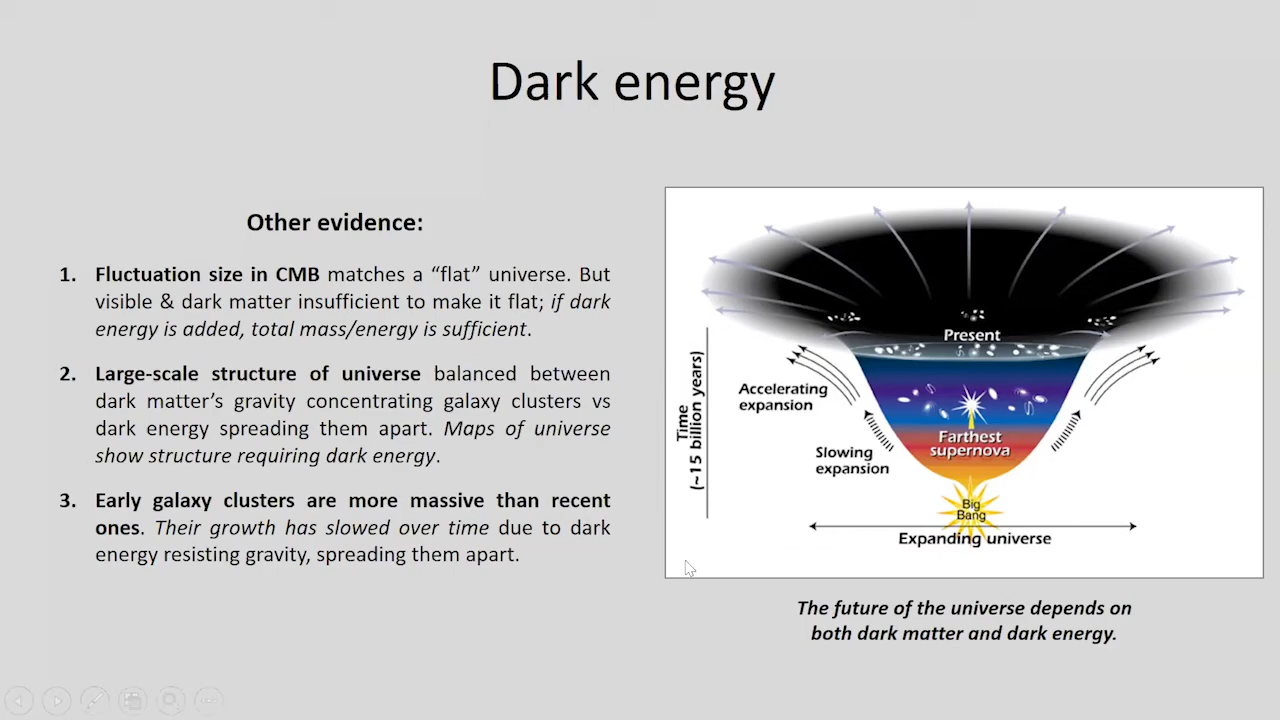 Dark energy
Other evidence:
1. Fluctuation size in CMB matches a “flat” universe. But
visible & dark matter insufficient to make it flat; if dark
energy is added, total mass/energy is sufficient.
2. Large-scale structure of universe balanced between
dark matter’s gravity concentrating galaxy clusters vs
dark energy spreading them apart. Maps of universe
show structure requiring dark energy.
3. Early galaxy clusters are more massive than recent
ones. Their growth has slowed over time due to dark
energy resisting gravity, spreading them apart.
Present
Accelerating
expansion
Time
(~15 billion years)
Slowing
expansion
Farthest
supernova
Big
Bang
Expanding universe
The future of the universe depends on
both dark matter and dark energy.